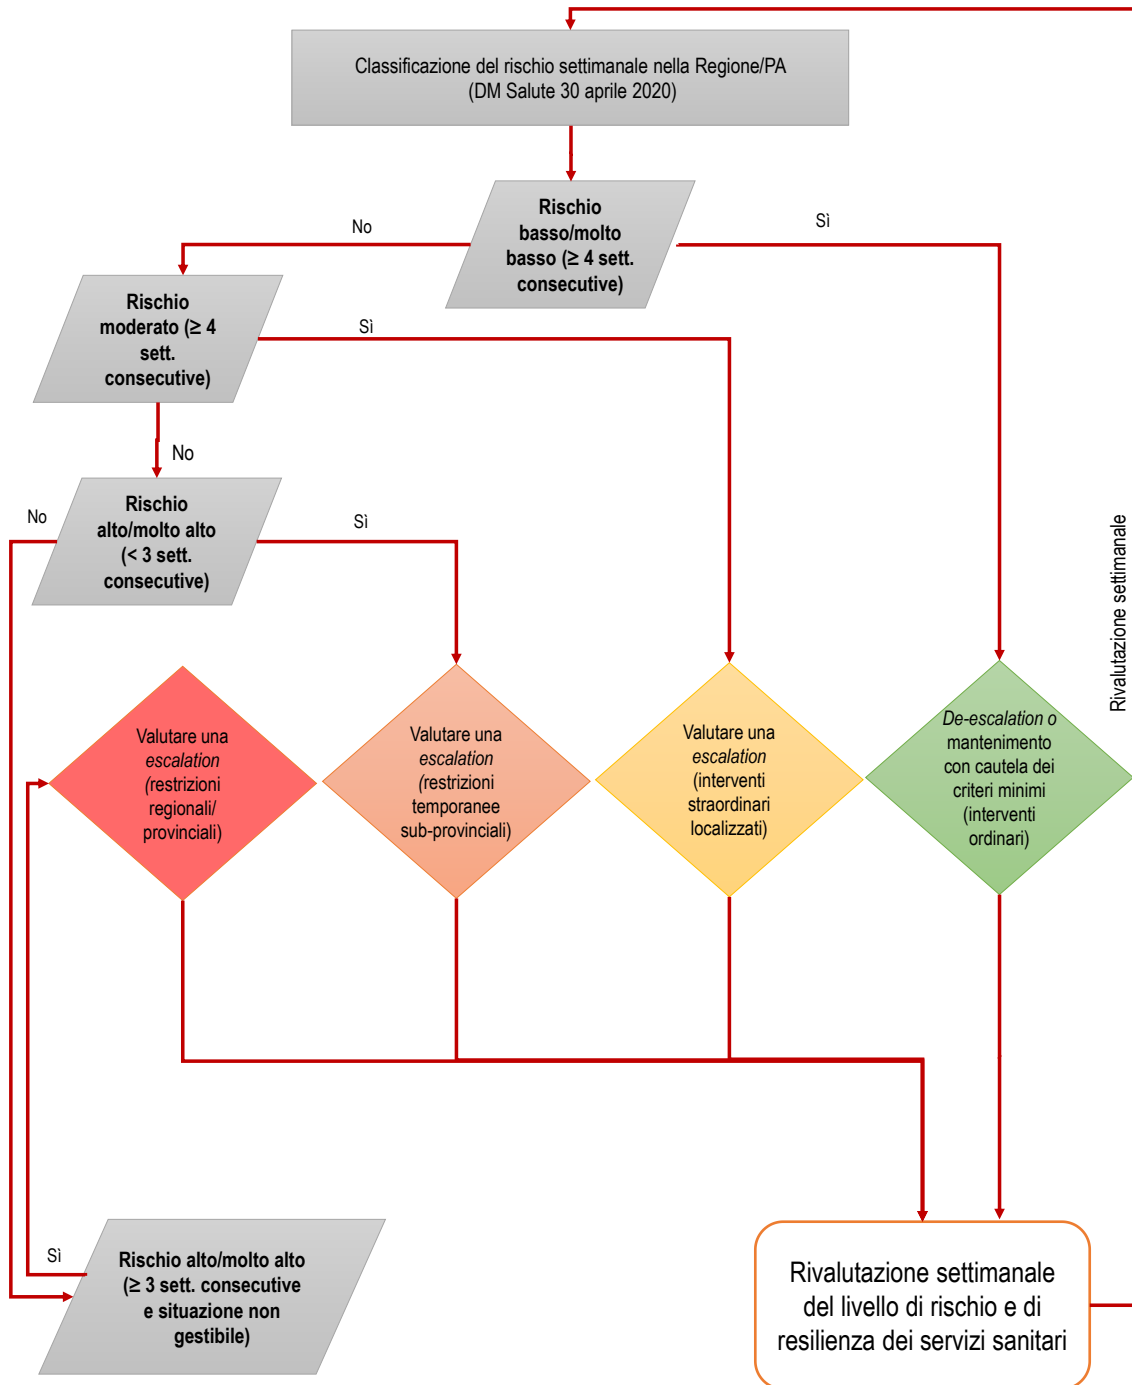 Classificazione del rischio settimanale nella Regione/PA
(DM Salute 30 aprile 2020)
Rischio
basso/molto
basso (≥ 4 sett.
consecutive)
No
Sì
Rischio
moderato (≥ 4
sett.
consecutive)
Sì
No
Rischio
alto/molto alto
(< 3 sett.
consecutive)
No
Sì
Rivalutazione settimanale
Valutare una
escalation
(restrizioni
regionali/
provinciali)
Valutare una
escalation
(restrizioni
temporanee
sub-provinciali)
Valutare una
escalation
(interventi
straordinari
localizzati)
De-escalation o
mantenimento
con cautela dei
criteri minimi
(interventi
ordinari)
Sì
Rischio alto/molto alto
(≥ 3 sett. consecutive
e situazione non
gestibile)
Rivalutazione settimanale
del livello di rischio e di
resilienza dei servizi sanitari